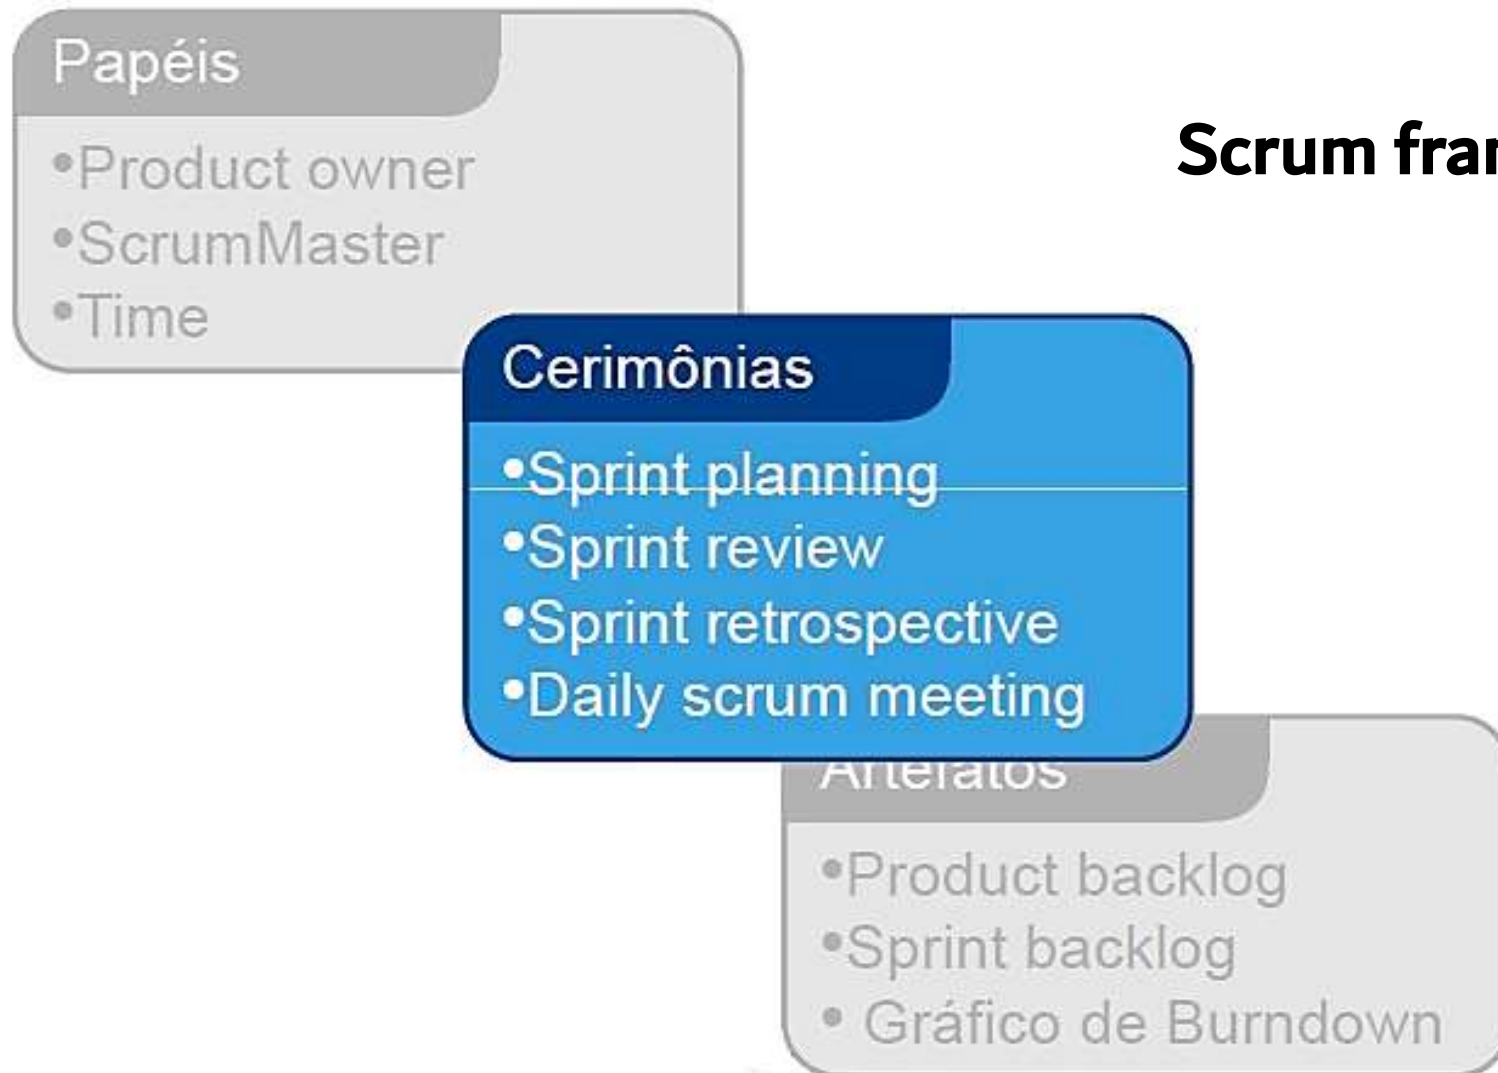 Papéis
•Product owner
•ScrumMaster
•Time
Scrum
Cerimônias
•Sprint planning
•Sprint review
•Sprint retrospective
•Daily scrum meeting
Artefatos
•Product backlog
•Sprint backlog
• Gráfico de Burndown